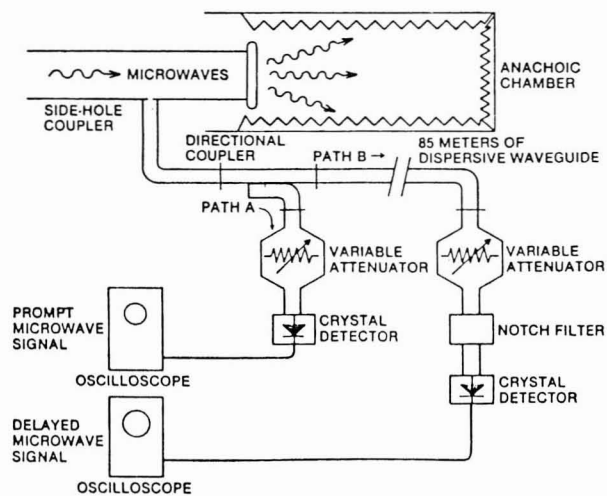 MICROWAVES
ANACHOIC
CHAMBER
SIDE-HOLE
COUPLER
DIRECTIONAL
COUPLER
PATH B →
85 METERS OF
DISPERSIVE WAVEGUIDE
PATH A
VARIABLE
ATTENUATOR
VARIABLE
ATTENUATOR
PROMPT
MICROWAVE
SIGNAL
CRYSTAL
DETECTOR
NOTCH FILTER
OSCILLOSCOPE
CRYSTAL
DETECTOR
DELAYED
MICROWAVE
SIGNAL
OSCILLOSCOPE